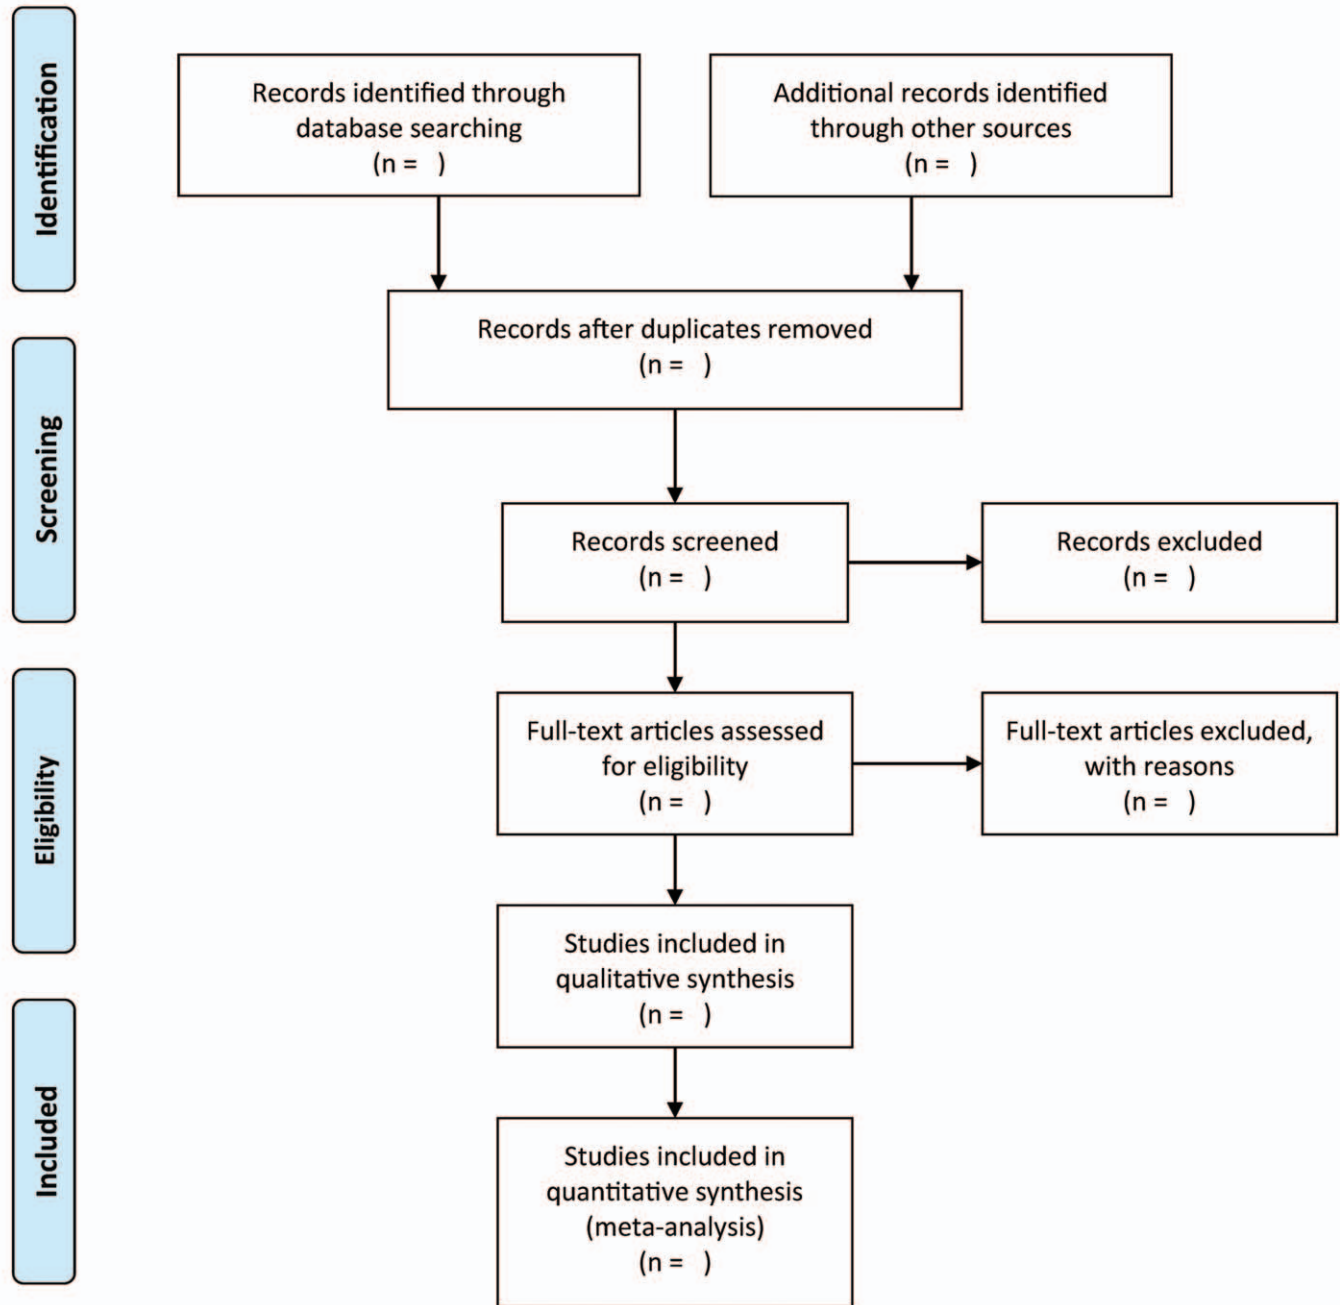 Identification
Records identified through
database searching
(n =   )
Additional records identified
through other sources
(n =   )
Records after duplicates removed
(n =   )
Screening
Records screened
(n =   )
Records excluded
(n =   )
Eligibility
Full-text articles assessed
for eligibility
(n =   )
Full-text articles excluded,
with reasons
(n =   )
Studies included in
qualitative synthesis
(n =   )
Included
Studies included in
quantitative synthesis
(meta-analysis)
(n =   )